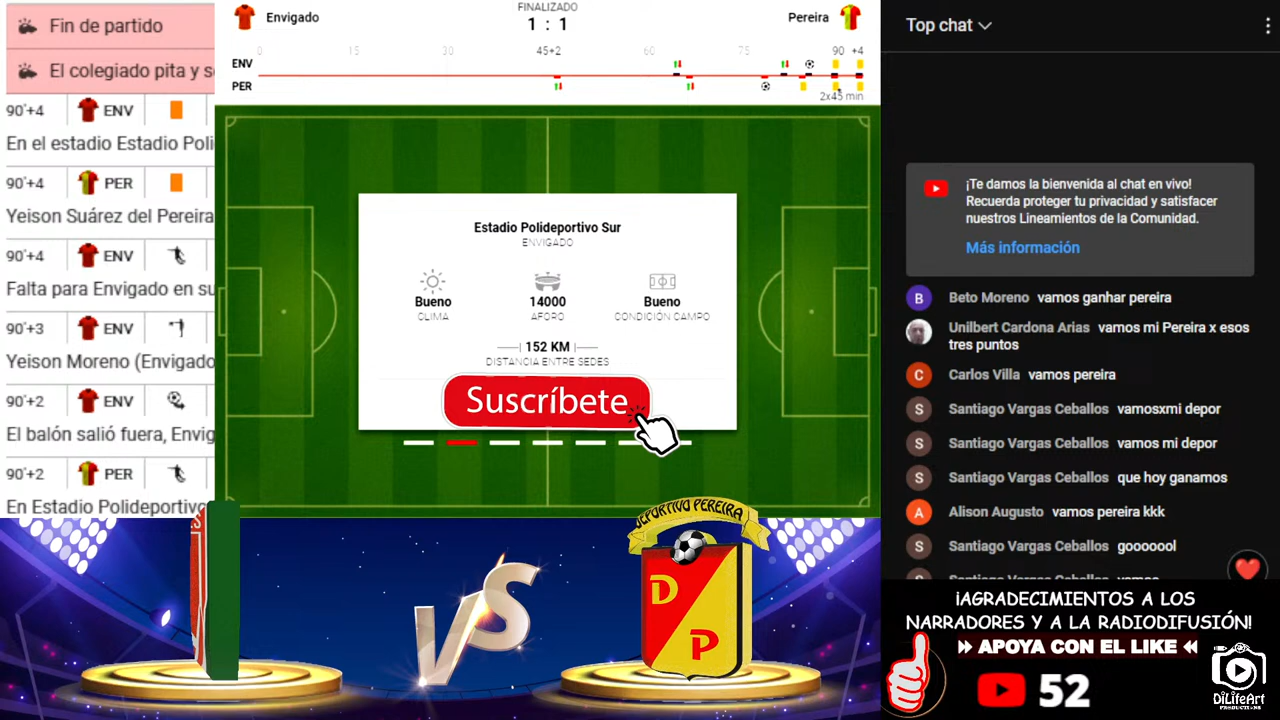 Fin de partido
El colegiado pita y s
90'+4 ENV
En el estadio Estadio Poli
90'+4 PER
Yeison Suárez del Pereira
90'+4 ENV
Falta para Envigado en su
90'+3 ENV
Yeison Moreno (Envigado
90'+2 ENV
El balón salió fuera, Envig
90'+2 PER
En Estadio Polideportivo
Envigado
FINALIZADO
1 : 1
Pereira
0 15 30 45+2 60 75 90 +4
ENV
PER
2x45 min
Estadio Polideportivo Sur
ENVIGADO
Bueno
CLIMA
14000
AFORO
Bueno
CONDICIÓN CAMPO
152 KM
DISTANCIA ENTRE SEDES
Suscríbete
VS
DEPORTIVO PEREIRA
D
P
Top chat
¡Te damos la bienvenida al chat en vivo!
Recuerda proteger tu privacidad y satisfacer
nuestros Lineamientos de la Comunidad.
Más información
B Beto Moreno vamos ganhar pereira
Unilbert Cardona Arias vamos mi Pereira x esos
tres puntos
C Carlos Villa vamos pereira
S Santiago Vargas Ceballos vamosxmi depor
S Santiago Vargas Ceballos vamos mi depor
S Santiago Vargas Ceballos que hoy ganamos
A Alison Augusto vamos pereira kkk
S Santiago Vargas Ceballos gooooool
S Santiago Vargas Ceballos vamos
¡AGRADECIMIENTOS A LOS
NARRADORES Y A LA RADIODIFUSIÓN!
APOYA CON EL LIKE
52
DiLifeArt
PRODUCTIONS